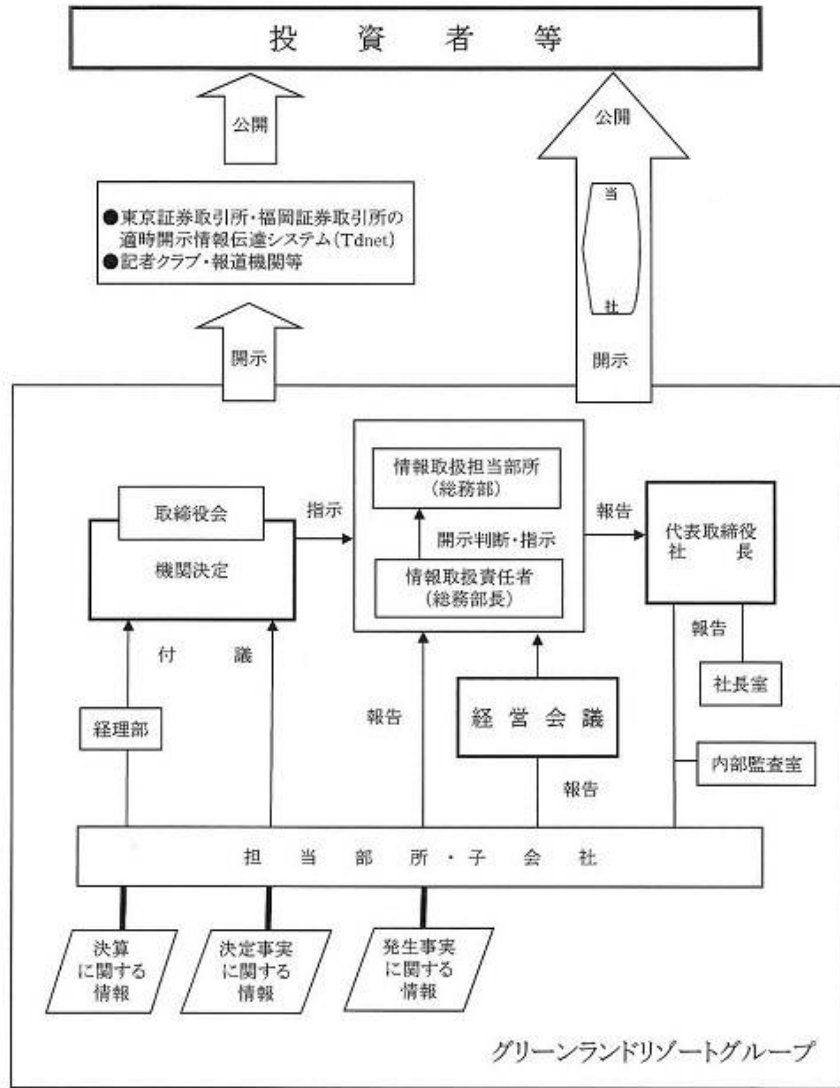 投資者等
公開
公開
当
社
●東京証券取引所・福岡証券取引所の
適時開示情報伝達システム(Tdnet)
●記者クラブ・報道機関等
開示
開示
取締役会
機関決定
指示
情報取扱担当部所
(総務部)
開示判断・指示
情報取扱責任者
(総務部長)
報告
代表取締役
社長
報告
社長室
付議
経理部
報告
経営会議
報告
内部監査室
担当部所・子会社
決算
に関する
情報
決定事実
に関する
情報
発生事実
に関する
情報
グリーンランドリゾートグループ